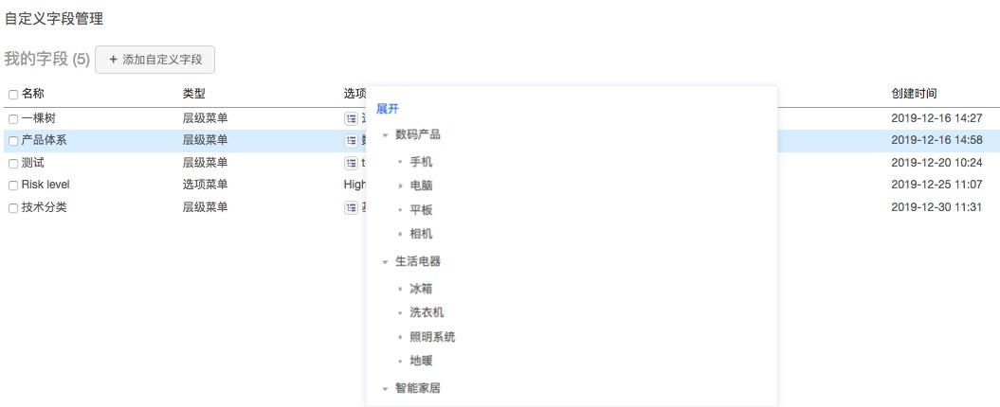 自定义字段管理
我的字段 (5) + 添加自定义字段
名称 类型 选项 创建时间
一棵树 层级菜单 2019-12-16 14:27
产品体系 层级菜单 2019-12-16 14:58
测试 层级菜单 t 2019-12-20 10:24
Risk level 选项菜单 High 2019-12-25 11:07
技术分类 层级菜单 2019-12-30 11:31
展开
数码产品
手机
电脑
平板
相机
生活电器
冰箱
洗衣机
照明系统
地暖
智能家居